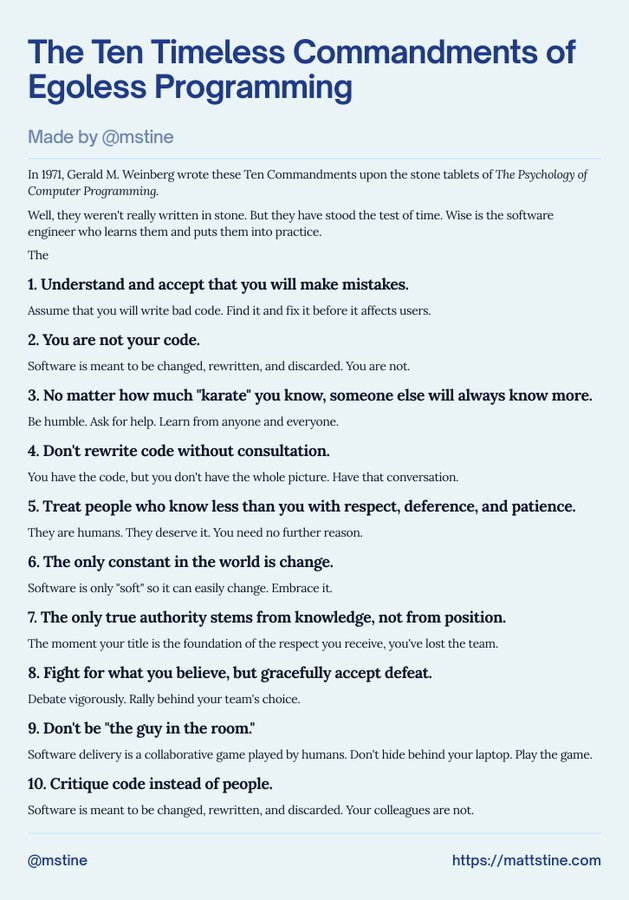 The Ten Timeless Commandments of
Egoless Programming
Made by @mstine
In 1971, Gerald M. Weinberg wrote these Ten Commandments upon the stone tablets of The Psychology of
Computer Programming.
Well, they weren't really written in stone. But they have stood the test of time. Wise is the software
engineer who learns them and puts them into practice.
The
1. Understand and accept that you will make mistakes.
Assume that you will write bad code. Find it and fix it before it affects users.
2. You are not your code.
Software is meant to be changed, rewritten, and discarded. You are not.
3. No matter how much "karate" you know, someone else will always know more.
Be humble. Ask for help. Learn from anyone and everyone.
4. Don't rewrite code without consultation.
You have the code, but you don't have the whole picture. Have that conversation.
5. Treat people who know less than you with respect, deference, and patience.
They are humans. They deserve it. You need no further reason.
6. The only constant in the world is change.
Software is only "soft" so it can easily change. Embrace it.
7. The only true authority stems from knowledge, not from position.
The moment your title is the foundation of the respect you receive, you've lost the team.
8. Fight for what you believe, but gracefully accept defeat.
Debate vigorously. Rally behind your team's choice.
9. Don't be "the guy in the room."
Software delivery is a collaborative game played by humans. Don't hide behind your laptop. Play the game.
10. Critique code instead of people.
Software is meant to be changed, rewritten, and discarded. Your colleagues are not.
@mstine
https://mattstine.com